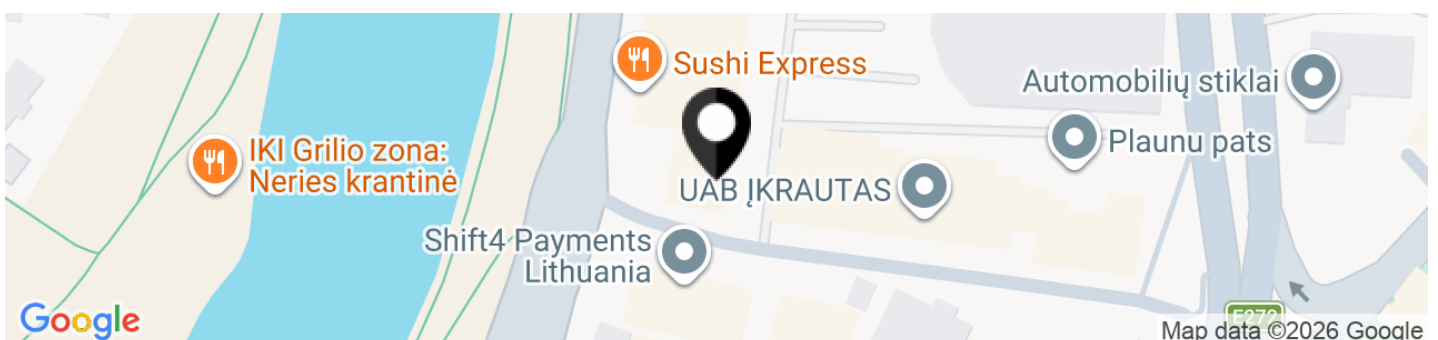 Sushi Express
Automobilių stiklai
IKI Grilio zona:
Neries krantinė
Plaunu pats
UAB ĮKRAUTAS
Shift4 Payments
Lithuania
E272
Google
Map data ©2026 Google